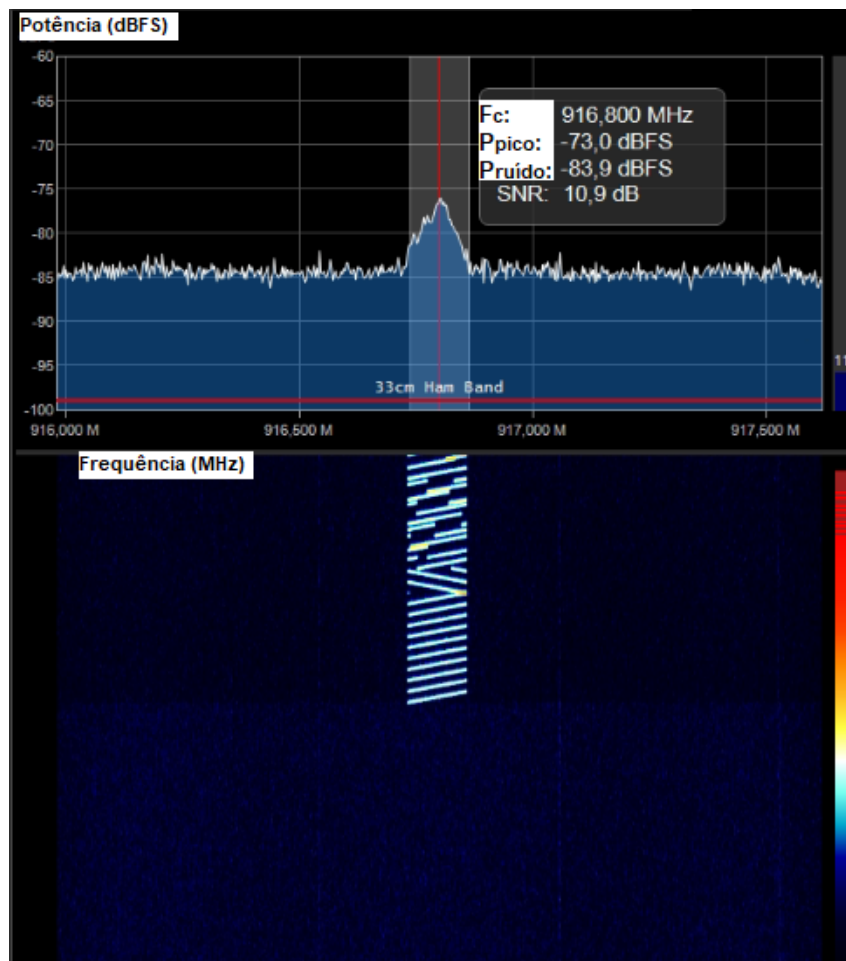 Potência (dBFS)
-60
-65
-70
-75
-80
-85
-90
-95
-100
Fc: 916,800 MHz
Ppico: -73,0 dBFS
Pruído: -83,9 dBFS
SNR: 10,9 dB
33cm Ham Band
11
916,000 M 916,500 M 917,000 M 917,500 M
Frequência (MHz)